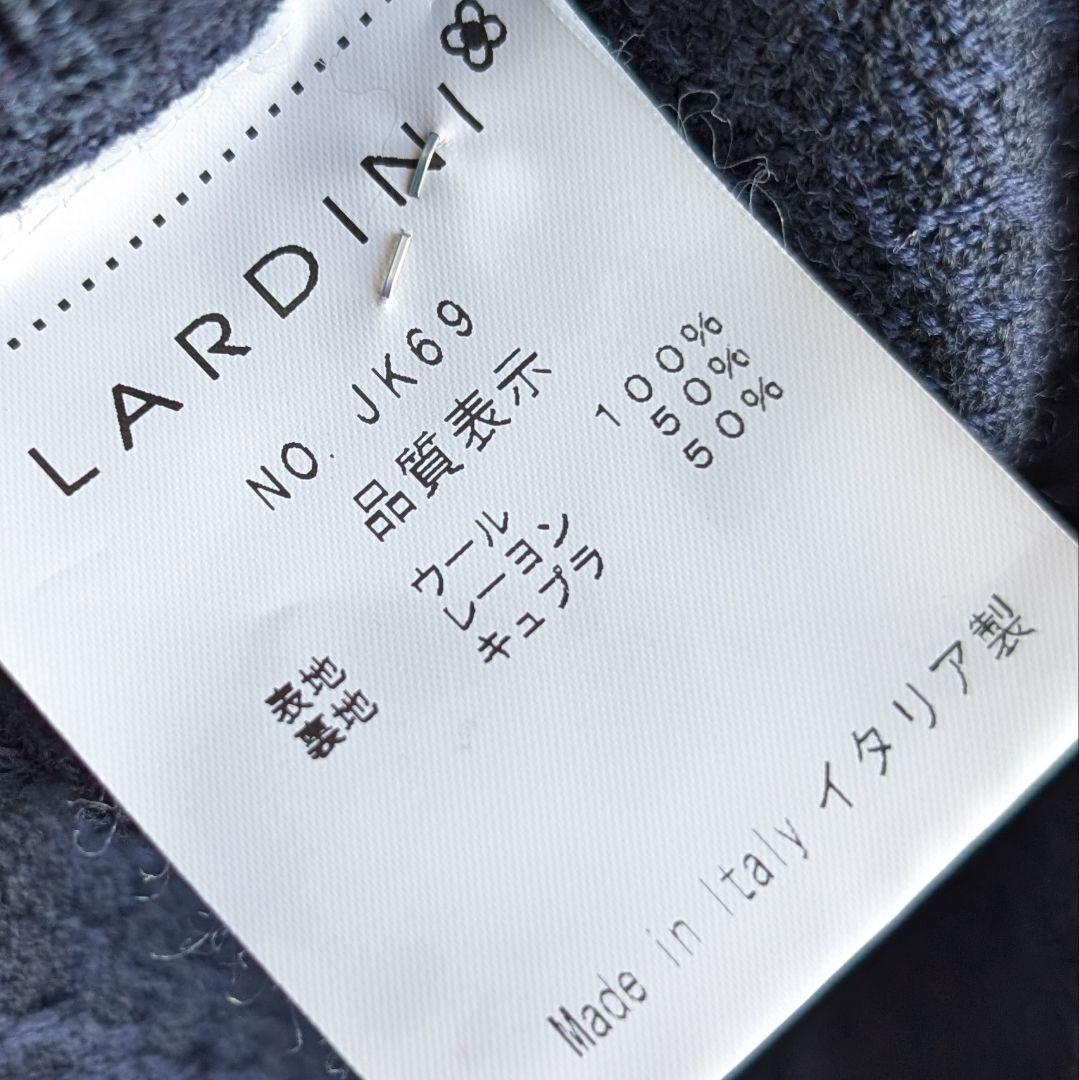 LARDINI
NO. JK69
品質表示
表地 ウール 100%
裏地 レーヨン 50%
キュプラ 50%
Made in Italy イタリア製